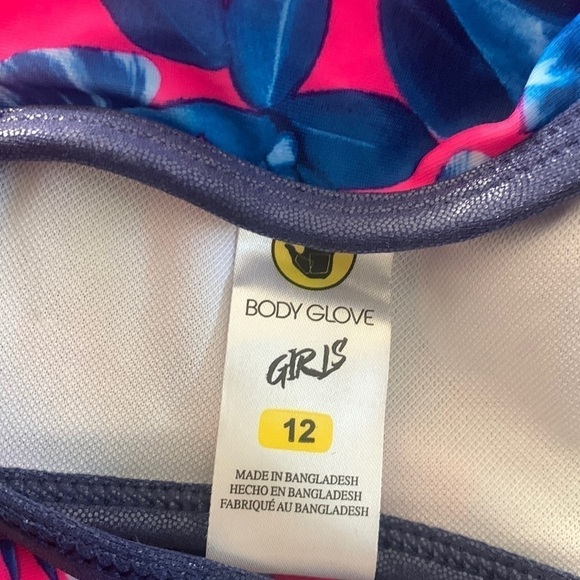 BODY GLOVE
GIRLS
12
MADE IN BANGLADESH
HECHO EN BANGLADESH
FABRIQUÉ AU BANGLADESH